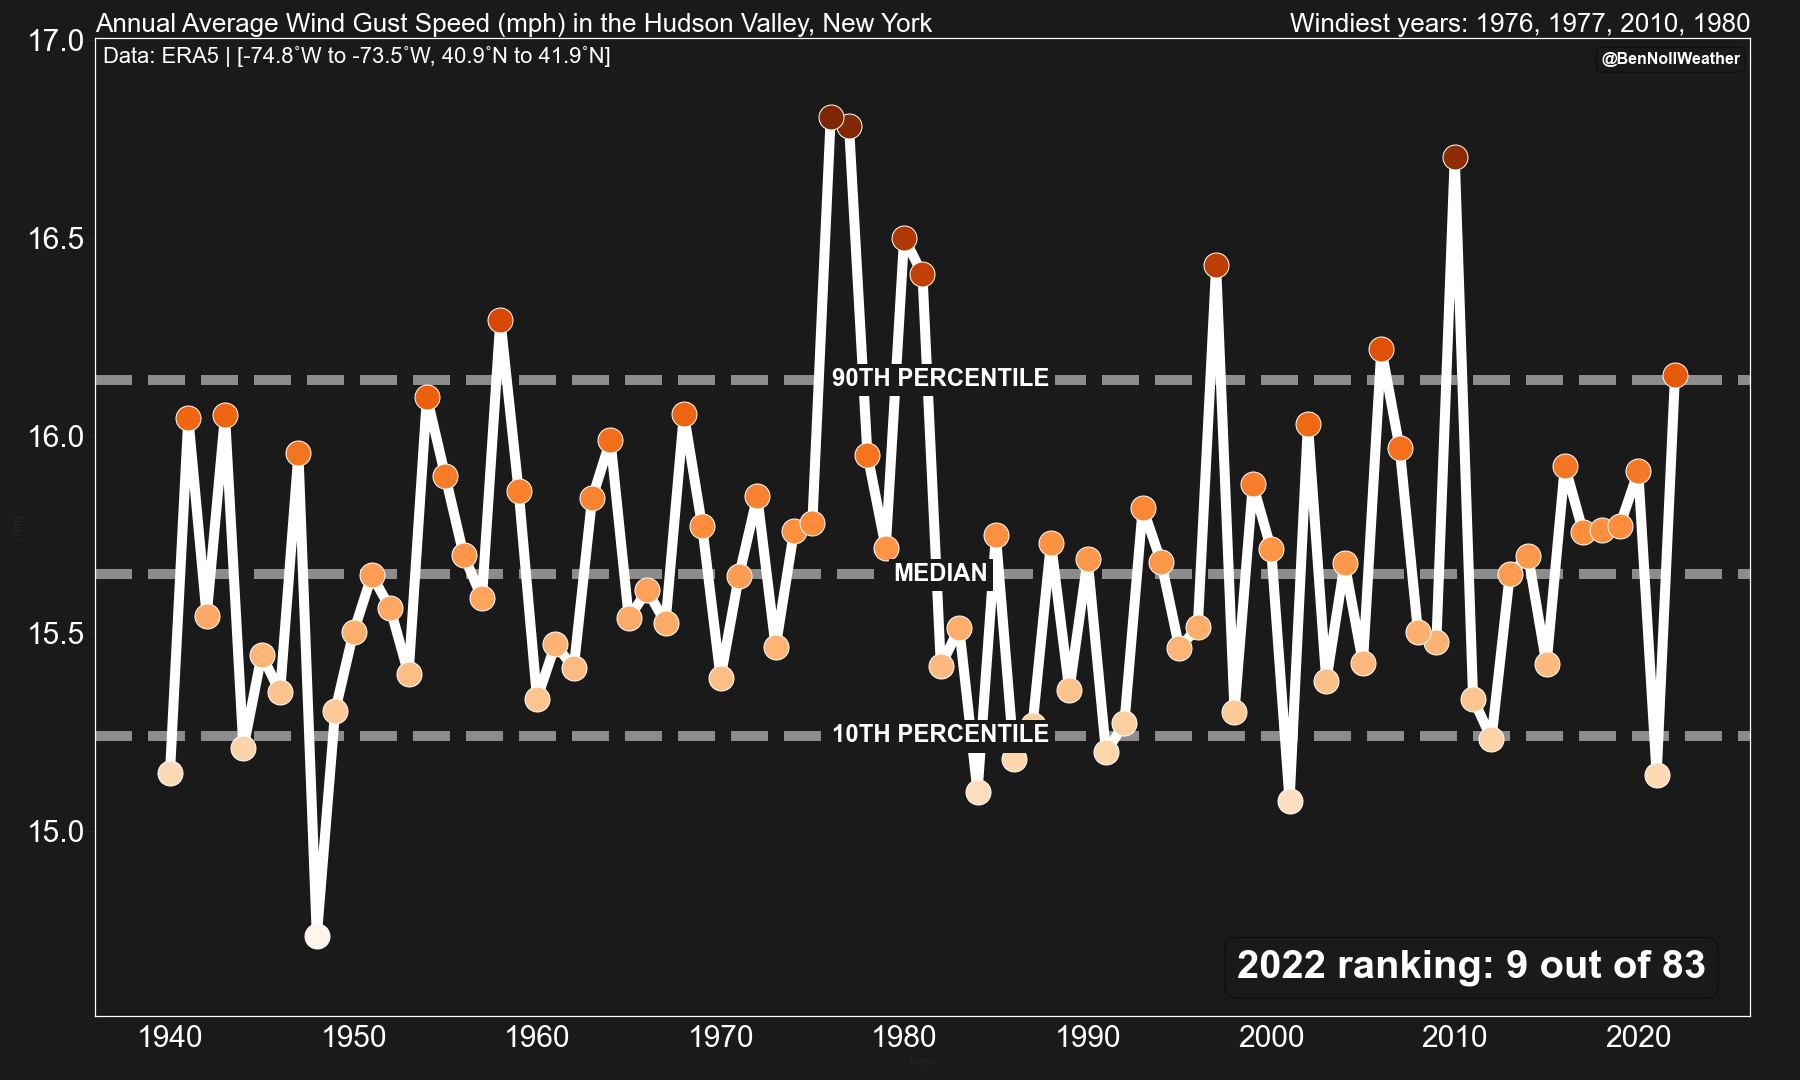 Annual Average Wind Gust Speed (mph) in the Hudson Valley, New York
Windiest years: 1976, 1977, 2010, 1980
Data: ERA5 | [-74.8°W to -73.5°W, 40.9°N to 41.9°N]
@BenNollWeather
17.0
16.5
16.0
15.5
15.0
90TH PERCENTILE
MEDIAN
10TH PERCENTILE
2022 ranking: 9 out of 83
1940 1950 1960 1970 1980 1990 2000 2010 2020
index